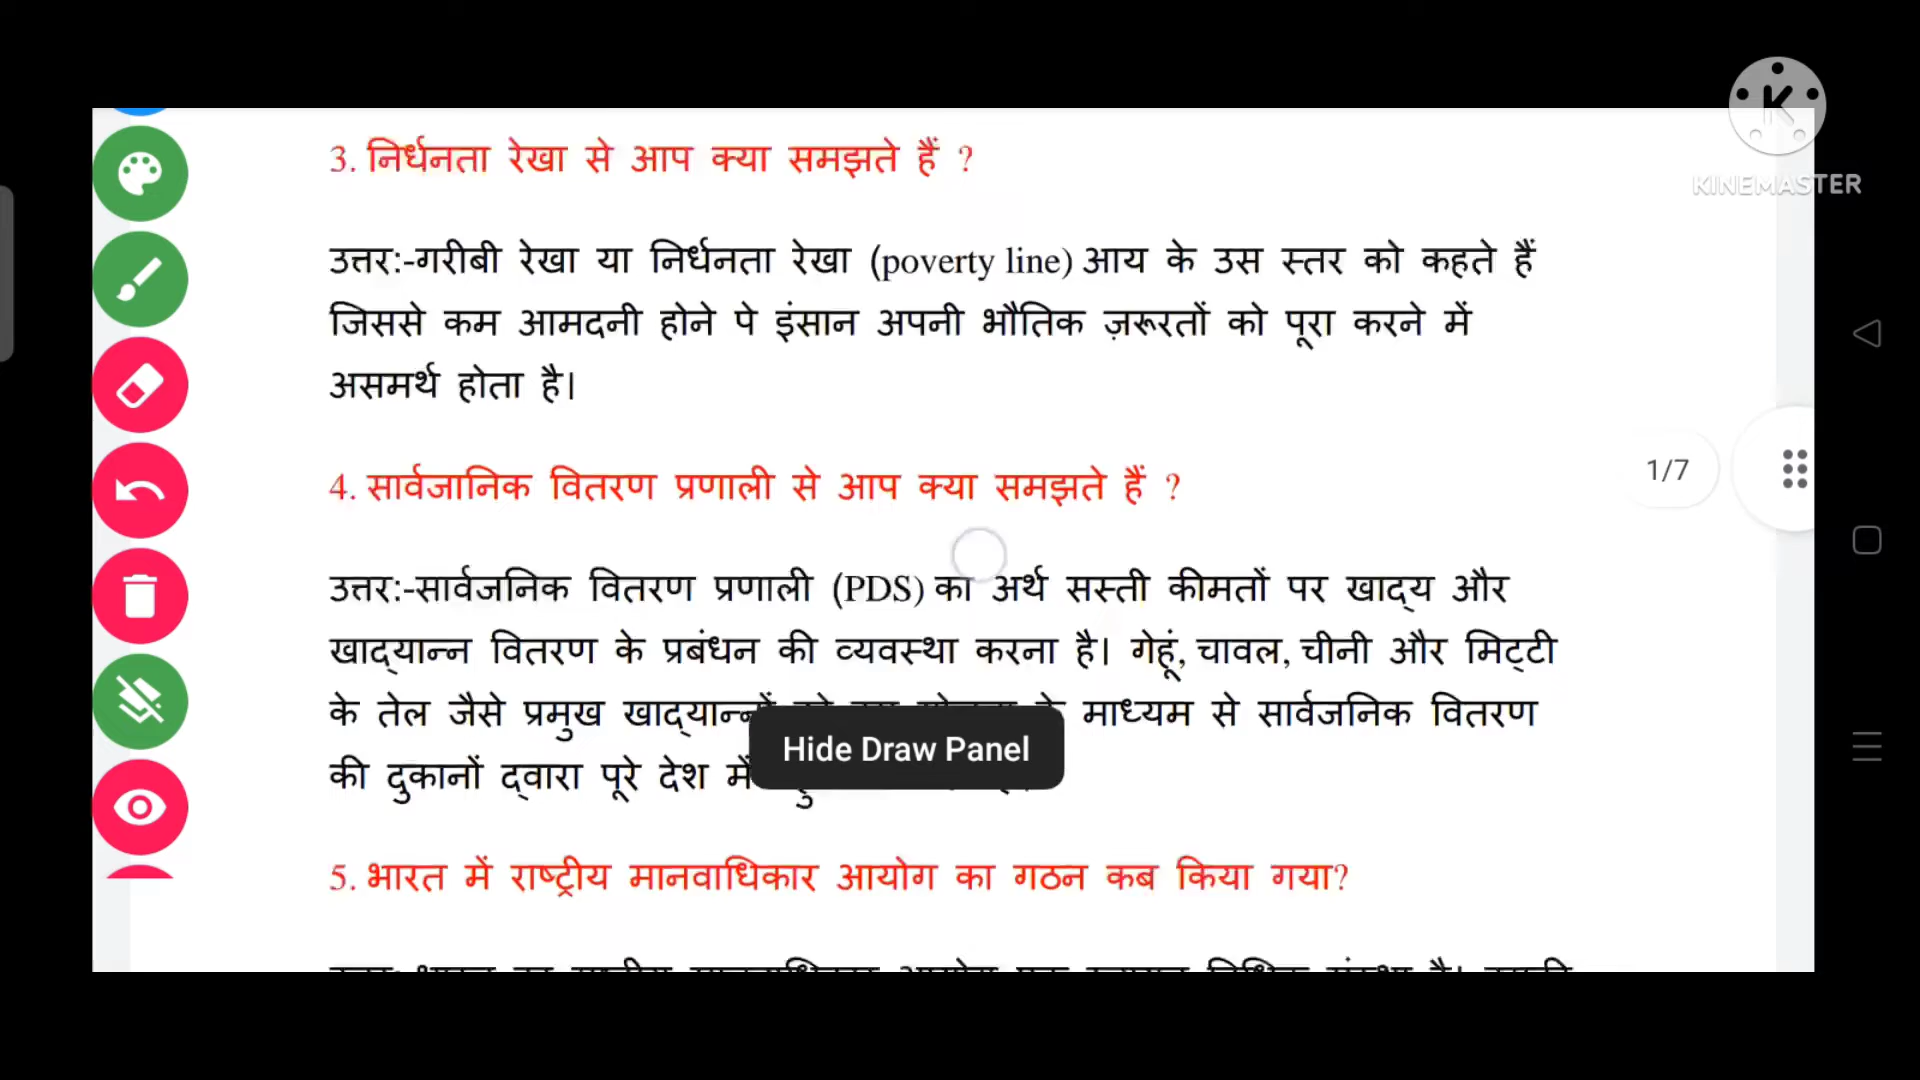 3. निर्धनता रेखा से आप क्या समझते हैं ?
KINEMASTER
उत्तर:-गरीबी रेखा या निर्धनता रेखा (poverty line) आय के उस स्तर को कहते हैं
जिससे कम आमदनी होने पे इंसान अपनी भौतिक ज़रूरतों को पूरा करने में
असमर्थ होता है।
1/7
4. सार्वजानिक वितरण प्रणाली से आप क्या समझते हैं ?
उत्तर:-सार्वजनिक वितरण प्रणाली (PDS) का अर्थ सस्ती कीमतों पर खाद्य और
खाद्यान्न वितरण के प्रबंधन की व्यवस्था करना है। गेहूं, चावल, चीनी और मिट्टी
के तेल जैसे प्रमुख खाद्यान्नों के माध्यम से सार्वजनिक वितरण
Hide Draw Panel
की दुकानों द्वारा पूरे देश में
5. भारत में राष्ट्रीय मानवाधिकार आयोग का गठन कब किया गया?